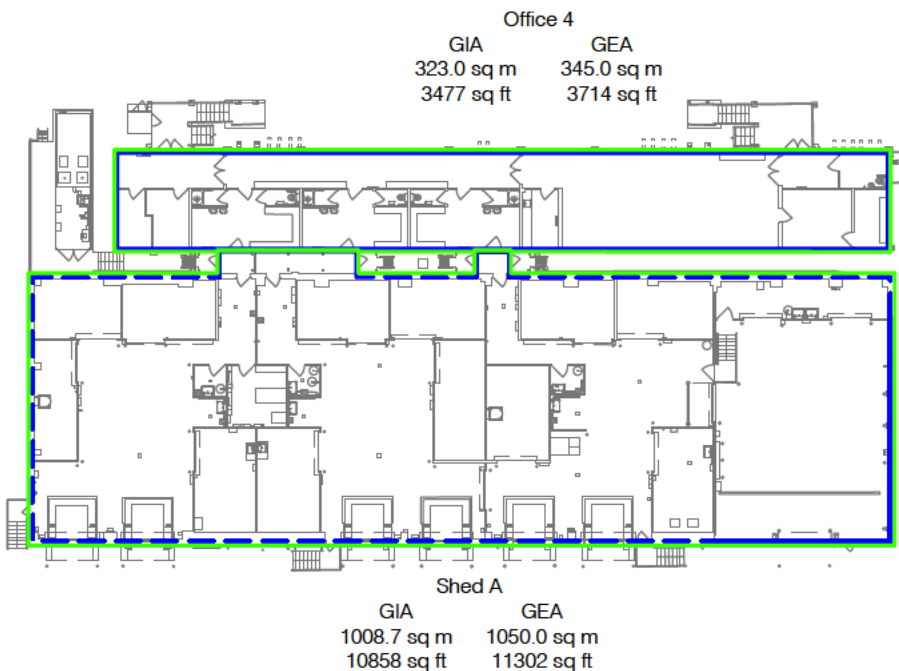 Office 4
GIA GEA
323.0 sq m 345.0 sq m
3477 sq ft 3714 sq ft
Shed A
GIA GEA
1008.7 sq m 1050.0 sq m
10858 sq ft 11302 sq ft